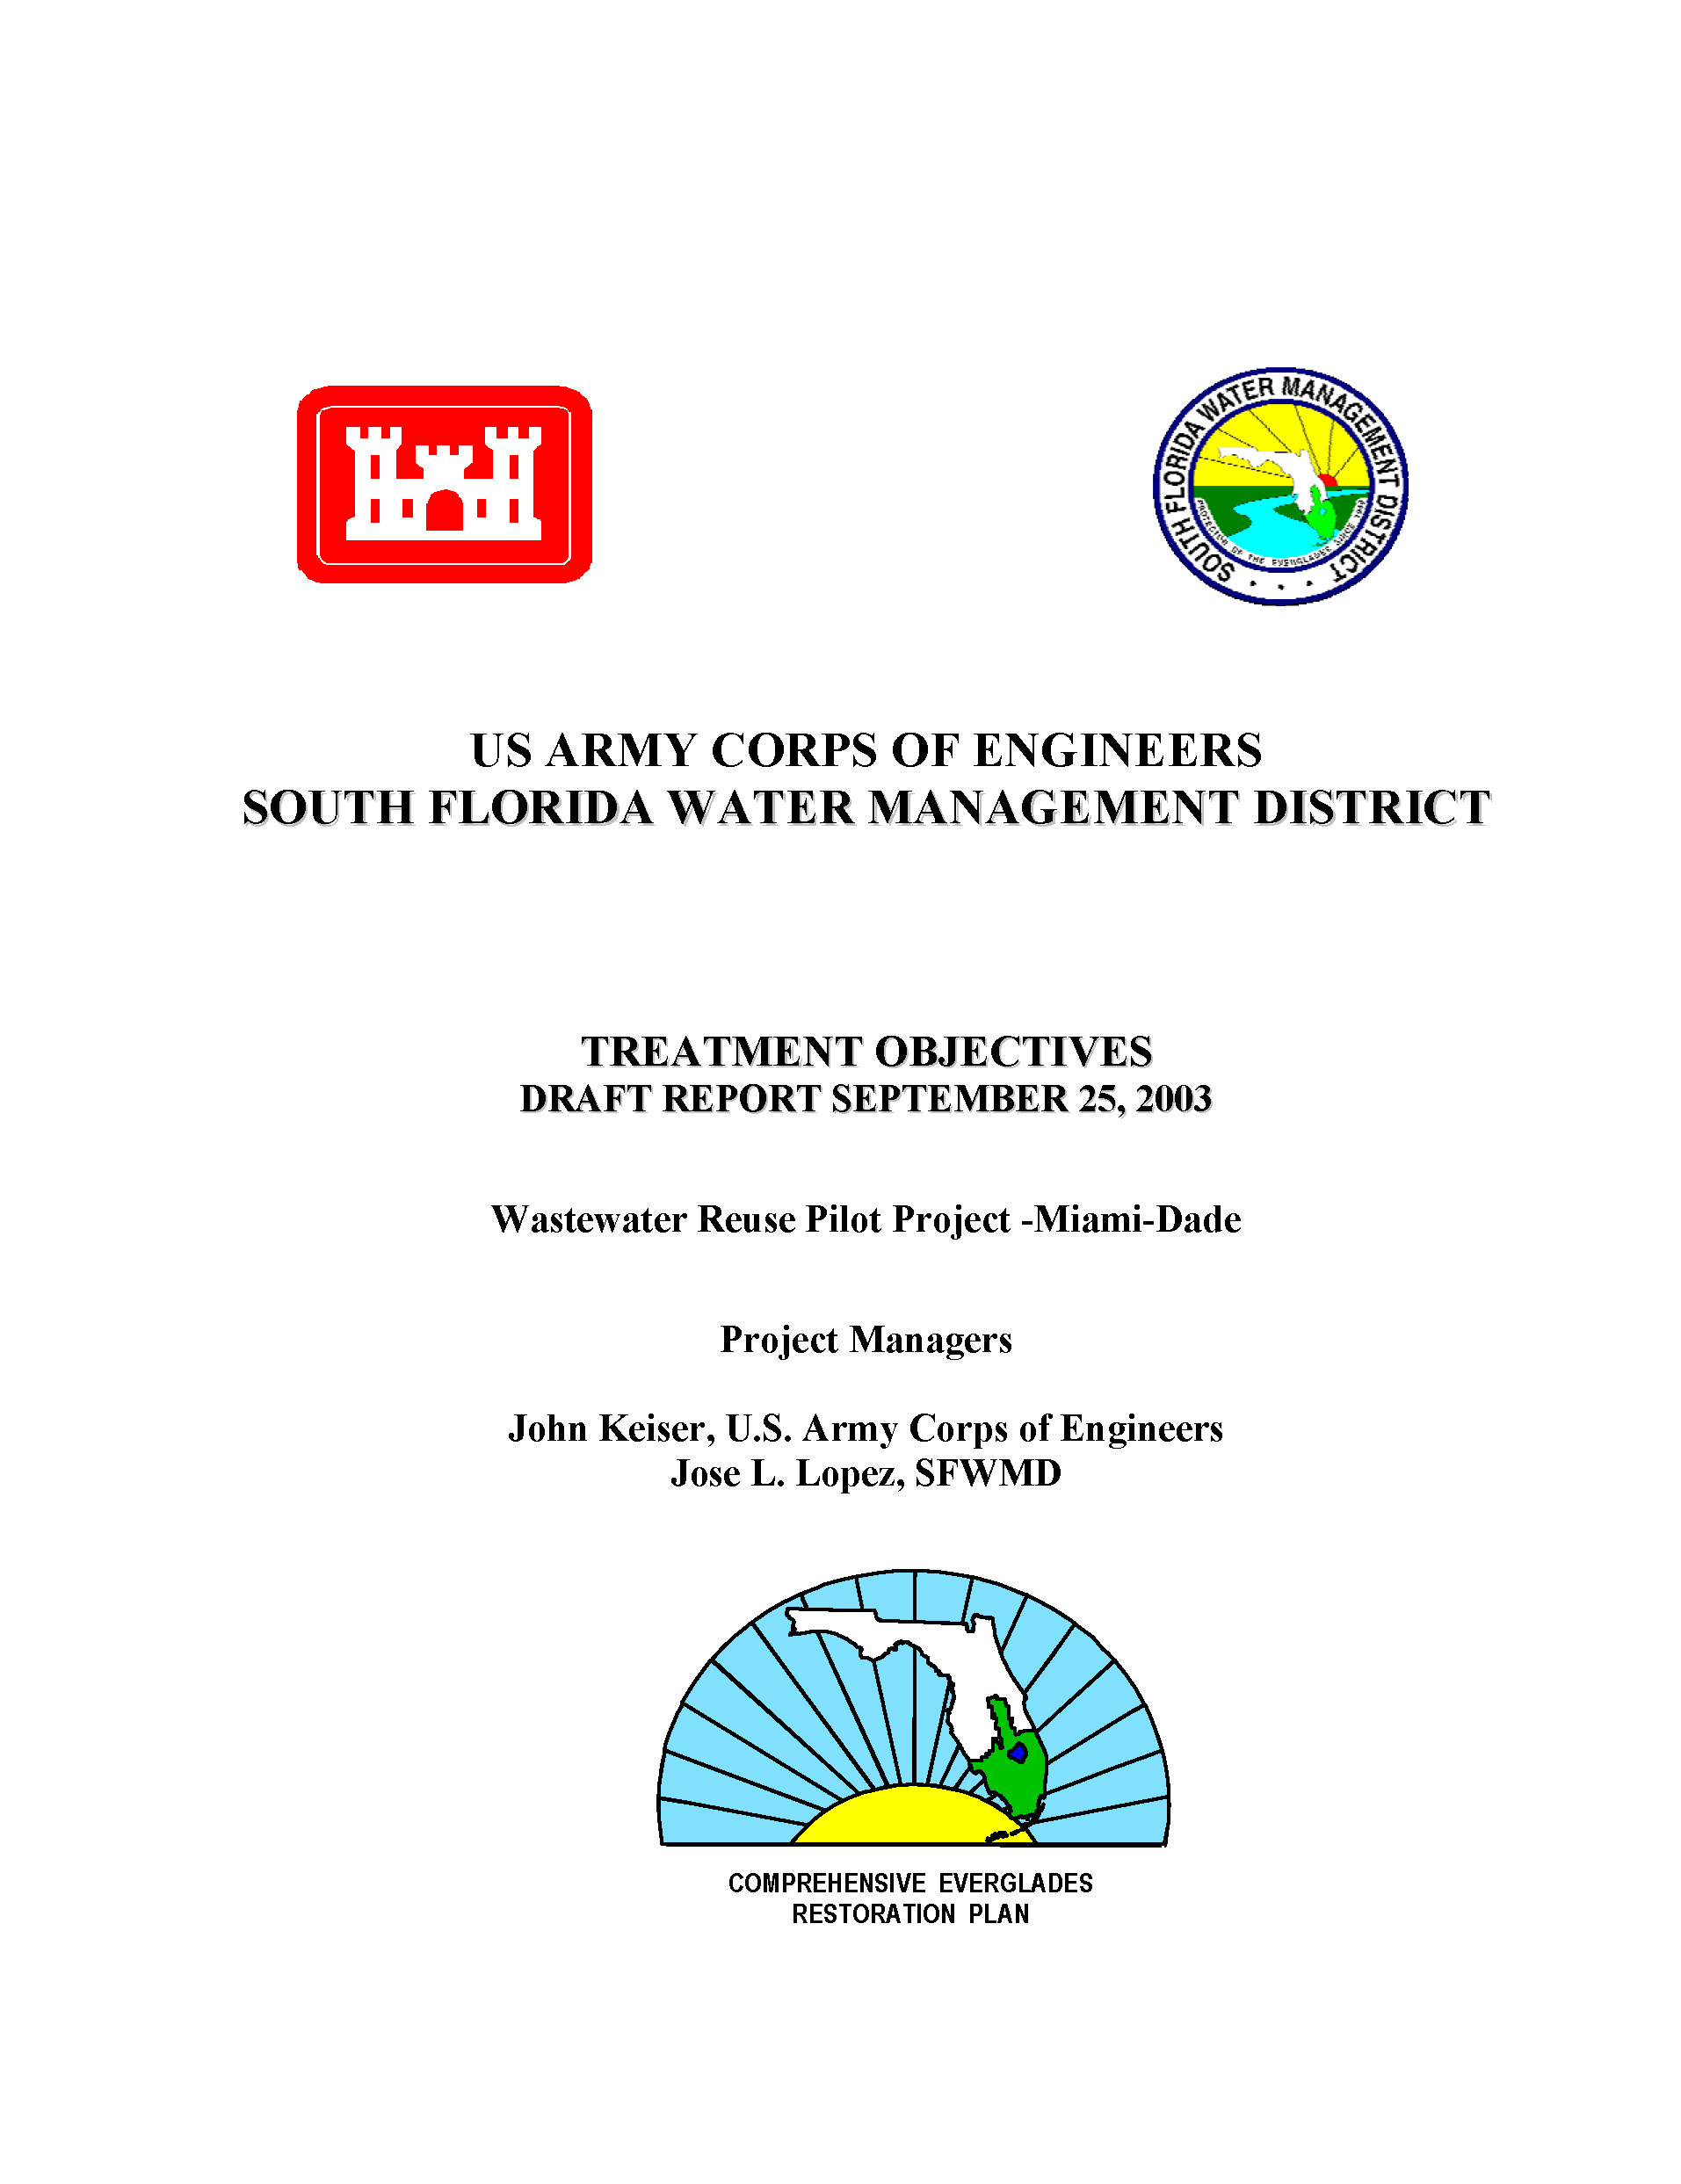 SOUTH FLORIDA WATER MANAGEMENT DISTRICT
PROTECTOR OF THE EVERGLADES SINCE
US ARMY CORPS OF ENGINEERS
SOUTH FLORIDA WATER MANAGEMENT DISTRICT
TREATMENT OBJECTIVES
DRAFT REPORT SEPTEMBER 25, 2003
Wastewater Reuse Pilot Project -Miami-Dade
Project Managers
John Keiser, U.S. Army Corps of Engineers
Jose L. Lopez, SFWMD
COMPREHENSIVE EVERGLADES
RESTORATION PLAN